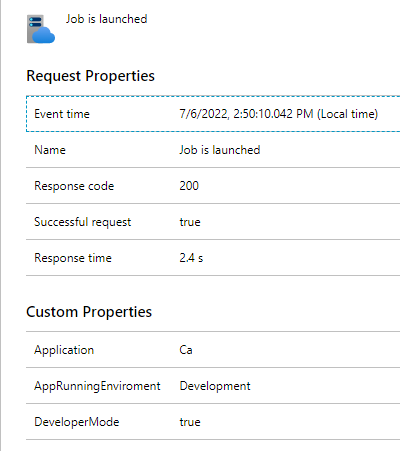 Job is launched
Request Properties
Event time 7/6/2022, 2:50:10.042 PM (Local time)
Name Job is launched
Response code 200
Successful request true
Response time 2.4 s
Custom Properties
Application Ca
AppRunningEnviroment Development
DeveloperMode true